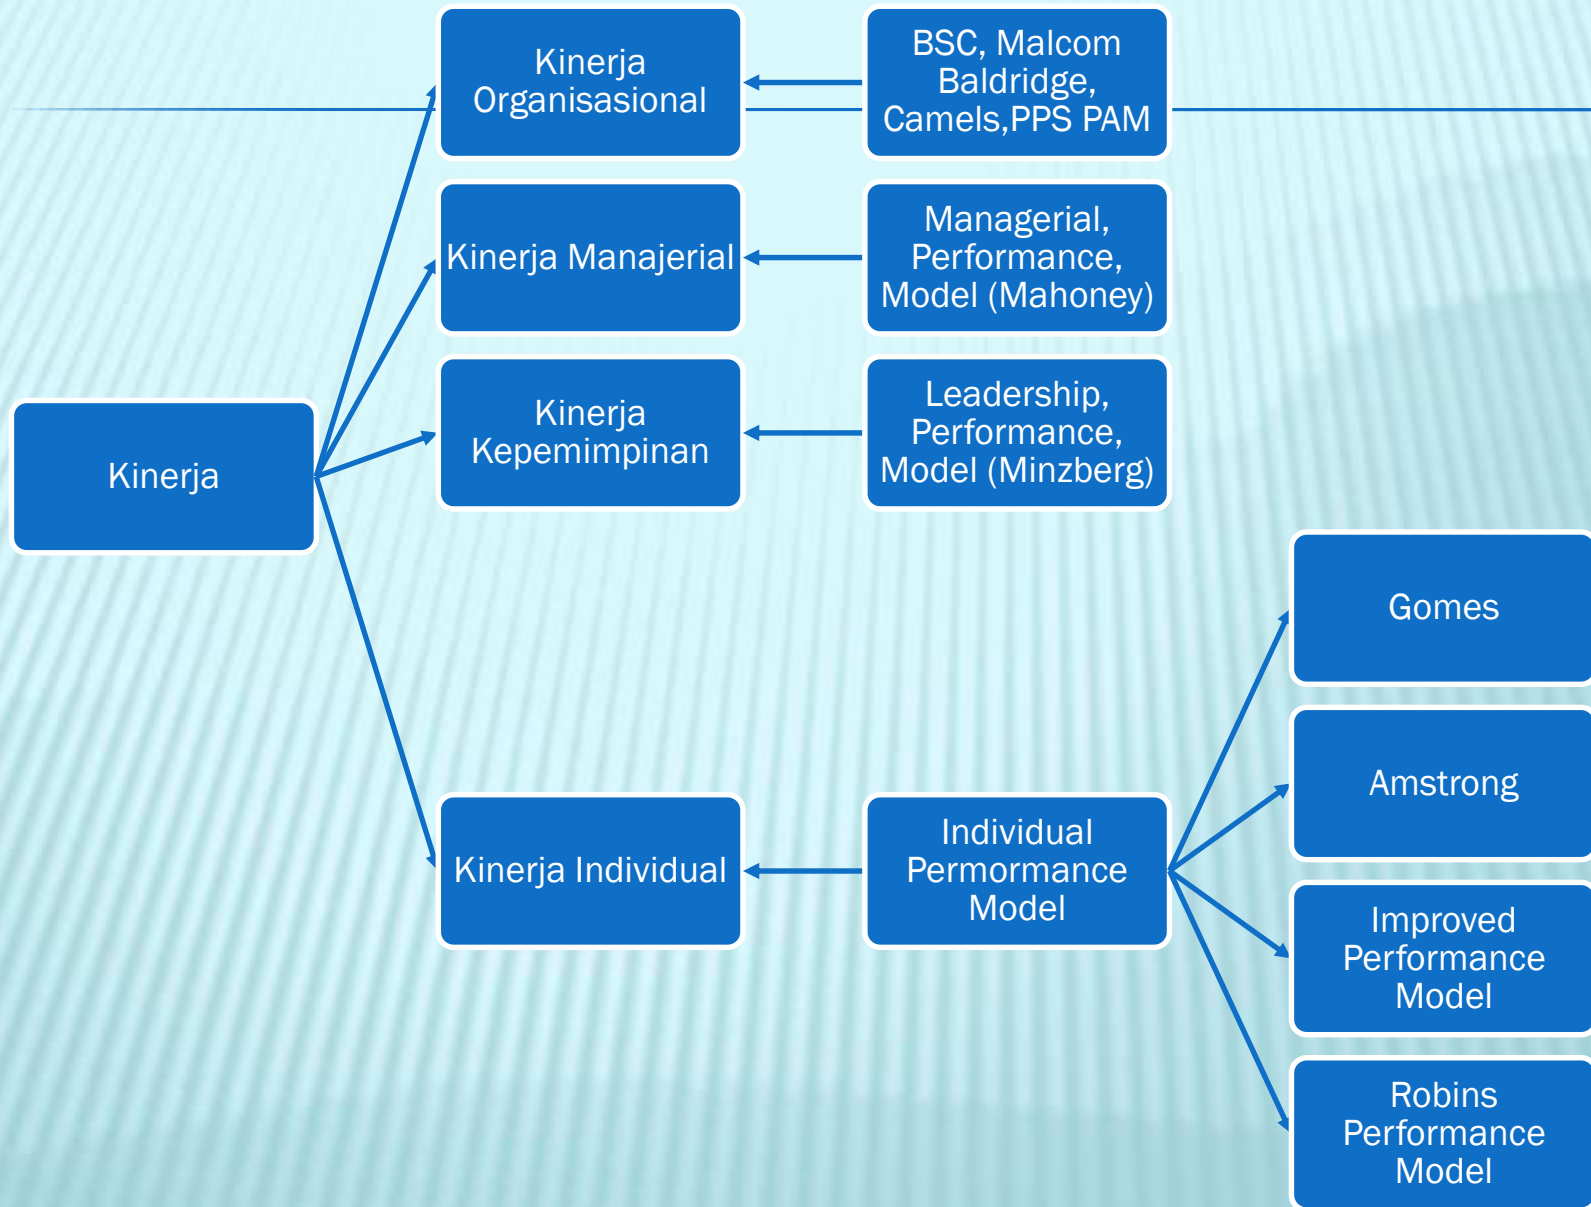 Kinerja
Kinerja
Organisasional
BSC, Malcom
Baldridge,
Camels,PPS PAM
Kinerja Manajerial
Managerial,
Performance,
Model (Mahoney)
Kinerja
Kepemimpinan
Leadership,
Performance,
Model (Minzberg)
Kinerja Individual
Individual
Permormance
Model
Gomes
Amstrong
Improved
Performance
Model
Robins
Performance
Model